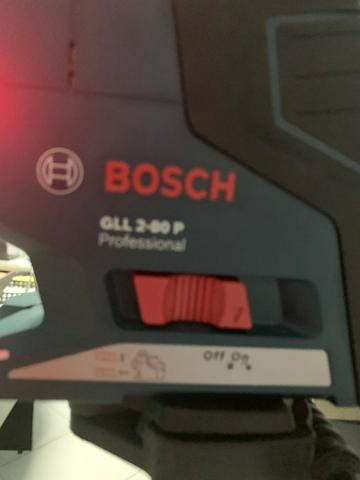 BOSCH
GLL 2-80 P
Professional
Off On